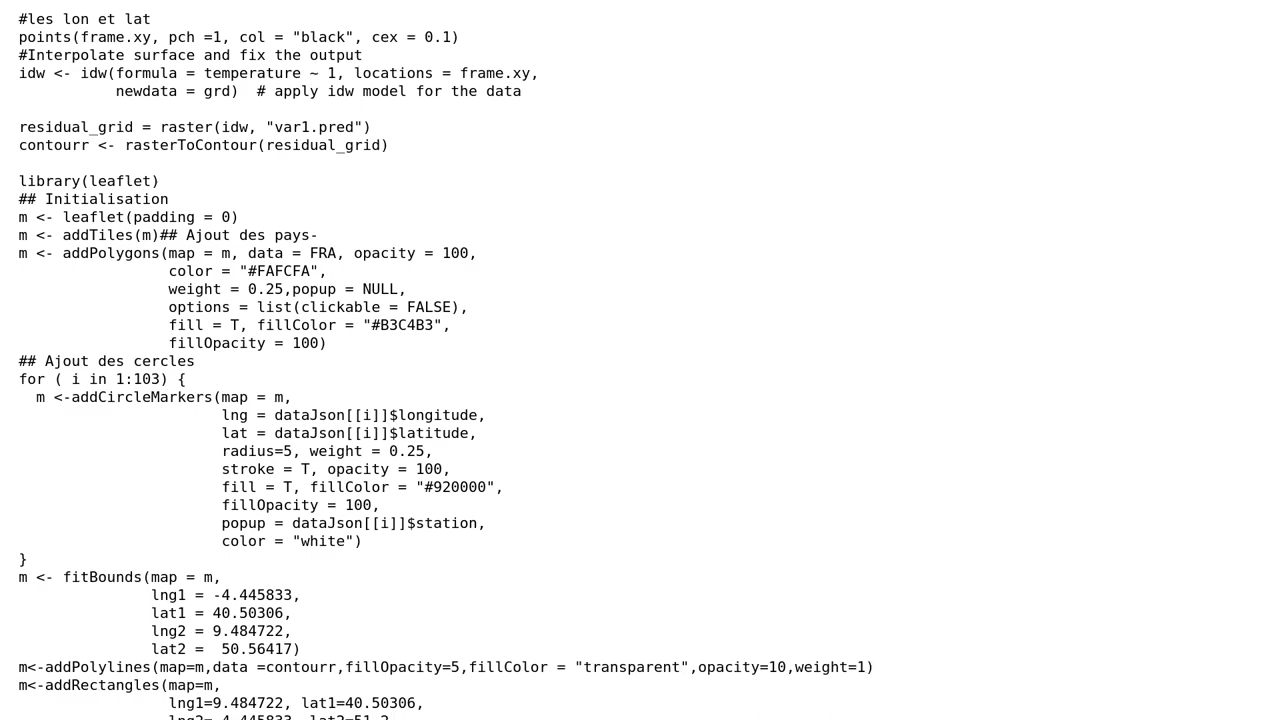 #les lon et lat
points(frame.xy, pch =1, col = "black", cex = 0.1)
#Interpolate surface and fix the output
idw <- idw(formula = temperature ~ 1, locations = frame.xy,
           newdata = grd)  # apply idw model for the data

residual_grid = raster(idw, "var1.pred")
contourr <- rasterToContour(residual_grid)

library(leaflet)
## Initialisation
m <- leaflet(padding = 0)
m <- addTiles(m)## Ajout des pays-
m <- addPolygons(map = m, data = FRA, opacity = 100,
                 color = "#FAFCFA",
                 weight = 0.25,popup = NULL,
                 options = list(clickable = FALSE),
                 fill = T, fillColor = "#B3C4B3",
                 fillOpacity = 100)
## Ajout des cercles
for ( i in 1:103) {
  m <-addCircleMarkers(map = m,
                       lng = dataJson[[i]]$longitude,
                       lat = dataJson[[i]]$latitude,
                       radius=5, weight = 0.25,
                       stroke = T, opacity = 100,
                       fill = T, fillColor = "#920000",
                       fillOpacity = 100,
                       popup = dataJson[[i]]$station,
                       color = "white")
}
m <- fitBounds(map = m,
               lng1 = -4.445833,
               lat1 = 40.50306,
               lng2 = 9.484722,
               lat2 =  50.56417)
m<-addPolylines(map=m,data =contourr,fillOpacity=5,fillColor = "transparent",opacity=10,weight=1)
m<-addRectangles(map=m,
                 lng1=9.484722, lat1=40.50306,
                 lng2=-4.445833, lat2=51.2,